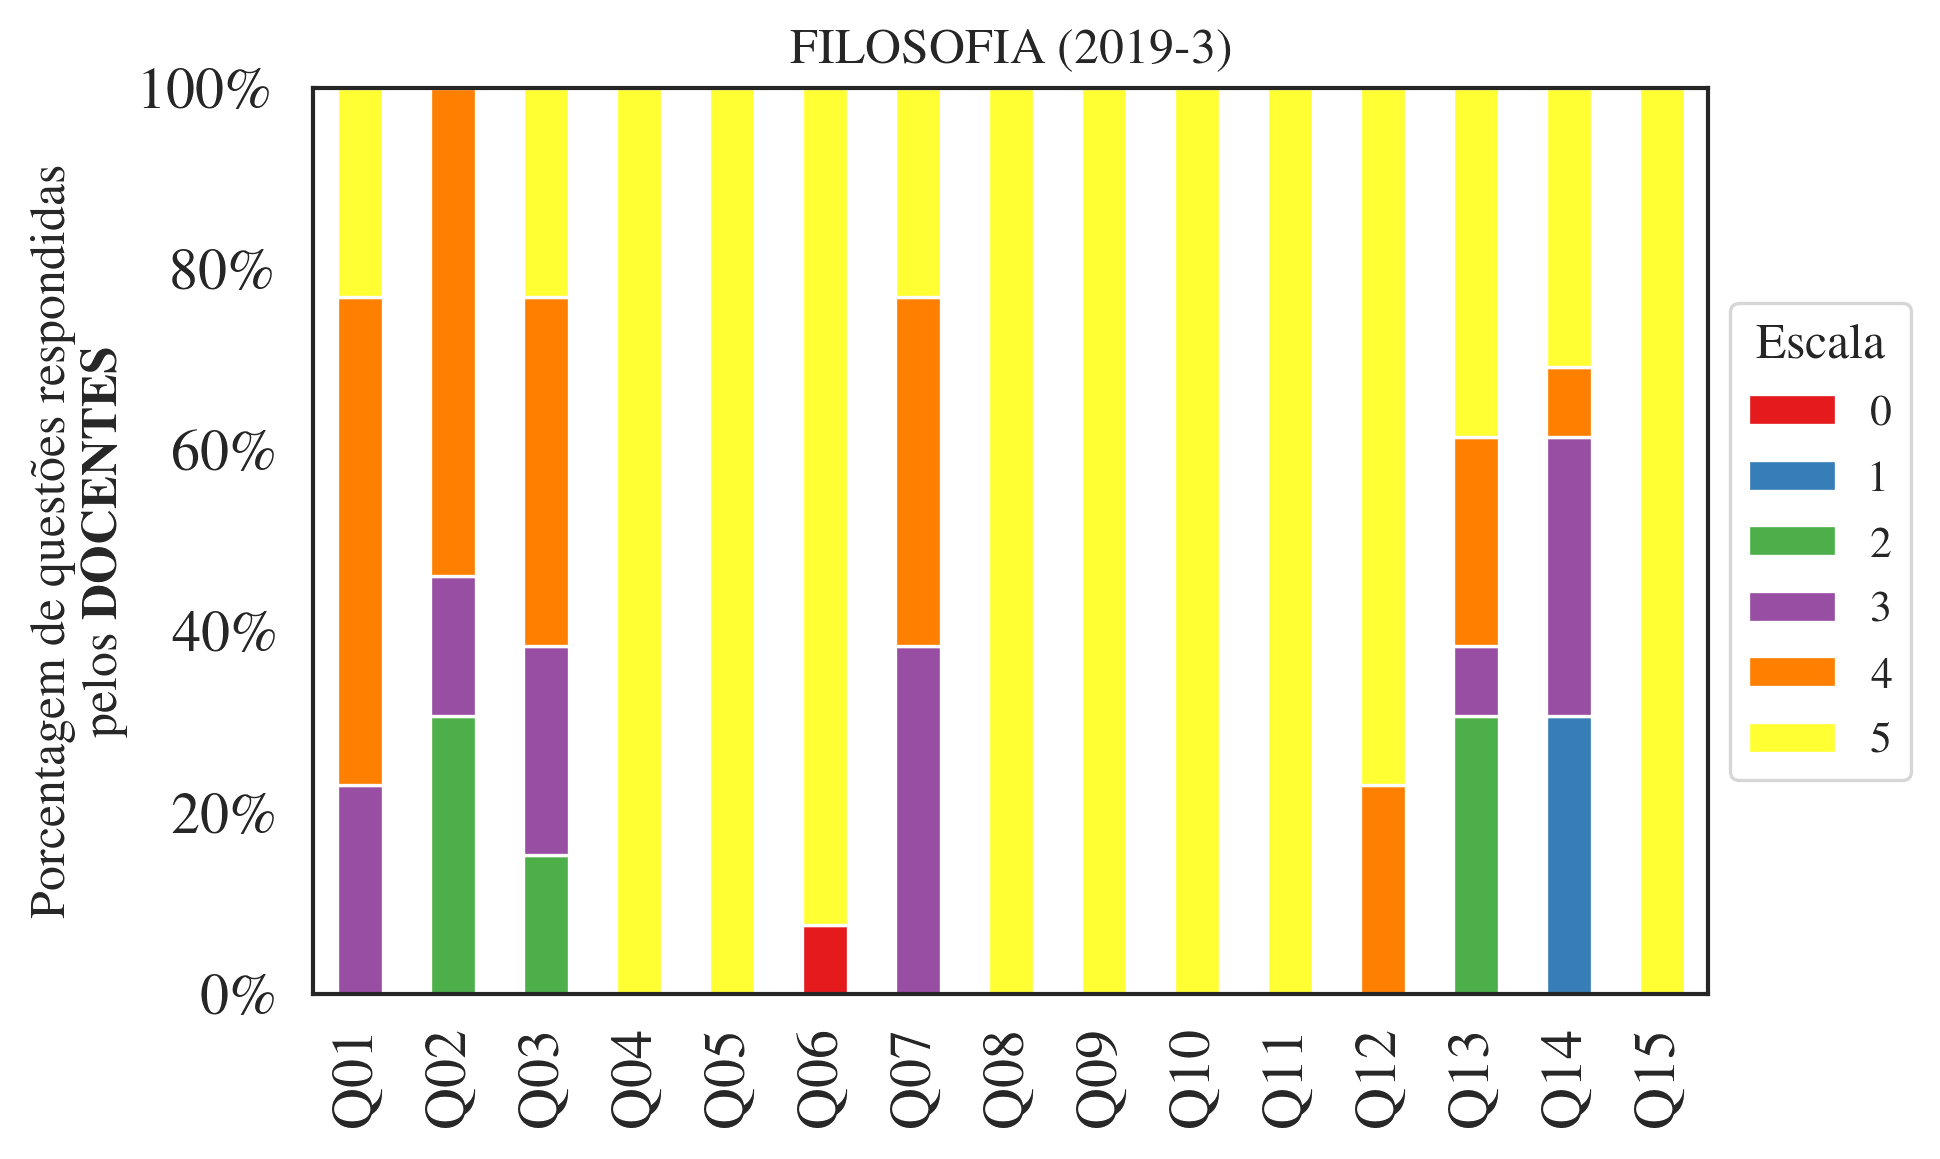 FILOSOFIA (2019-3)
Porcentagem de questões respondidas
pelos DOCENTES
100%
80%
60%
40%
20%
0%
Q01
Q02
Q03
Q04
Q05
Q06
Q07
Q08
Q09
Q10
Q11
Q12
Q13
Q14
Q15
Escala
0
1
2
3
4
5